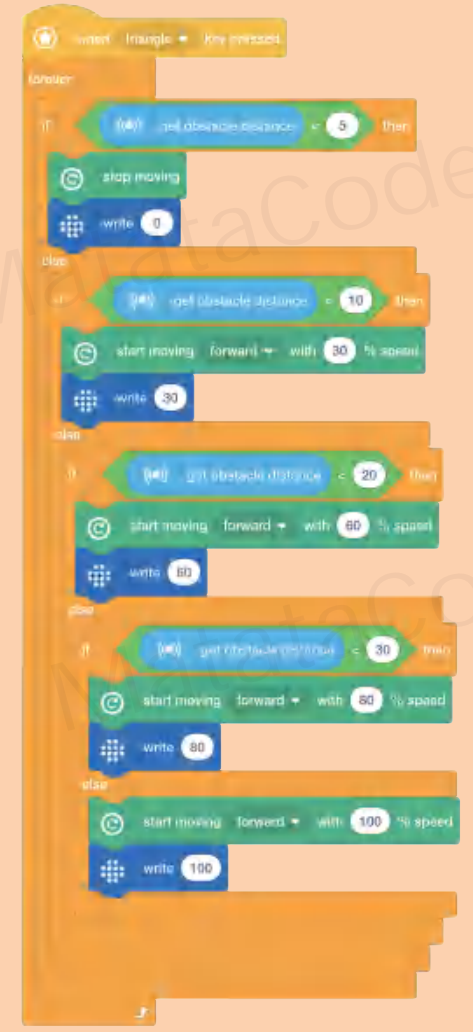 when triangle key pressed
forever
if get obstacle distance < 5 then
stop moving
write 0
else
if get obstacle distance < 10 then
start moving forward with 30 % speed
write 30
else
if get obstacle distance < 20 then
start moving forward with 60 % speed
write 60
else
if get obstacle distance < 30 then
start moving forward with 80 % speed
write 80
else
start moving forward with 100 % speed
write 100
MatataCode
MatataCo